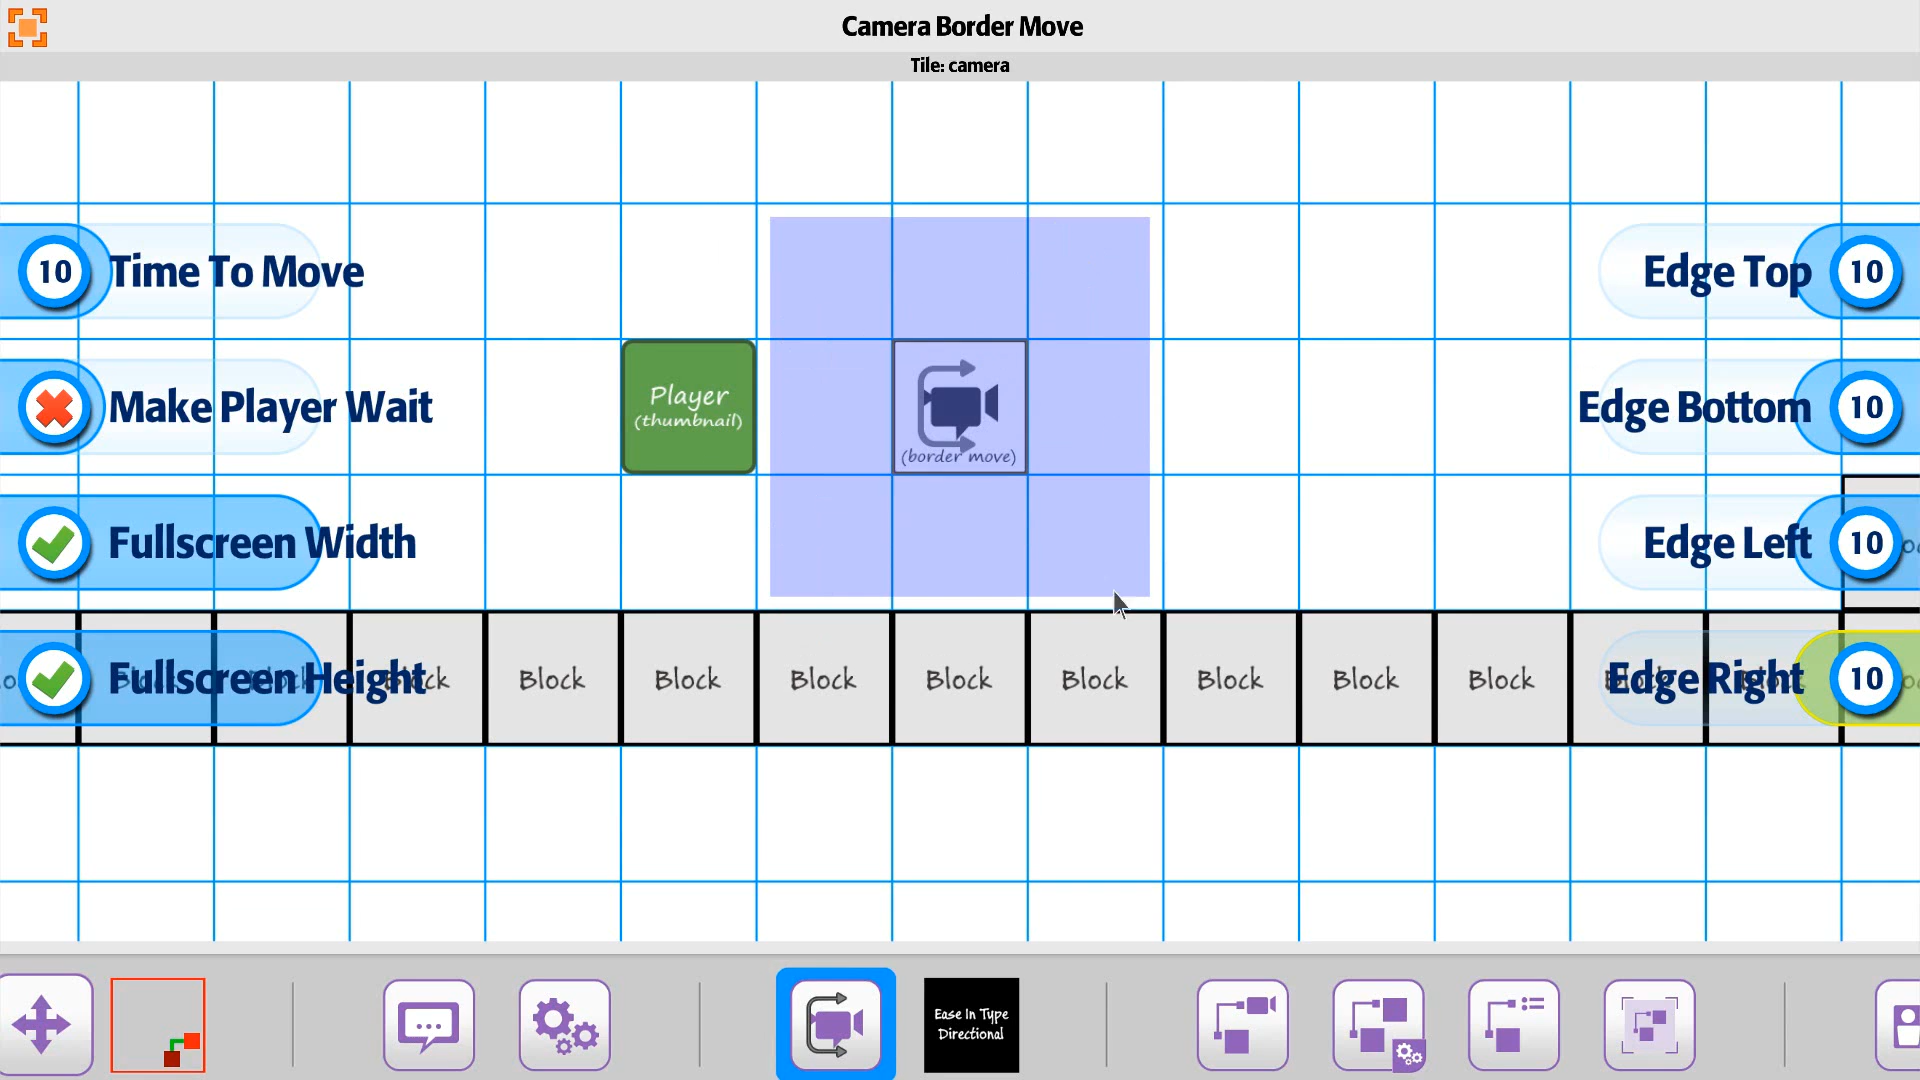 Camera Border Move
Tile: camera
10 Time To Move
Edge Top 10
Make Player Wait
Player
(thumbnail)
(border move)
Edge Bottom 10
Fullscreen Width
Edge Left 10
Fullscreen Height
Block Block Block Block Block Block Block Block Block
Edge Right 10
Ease In Type
Directional